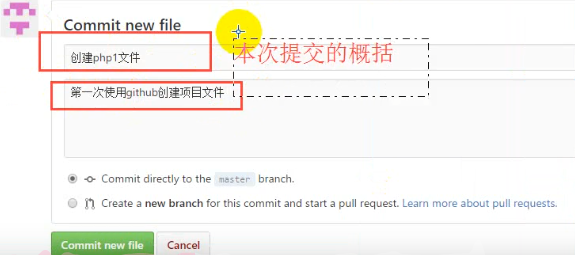 Commit new file
创建php1文件
本次提交的概括
第一次使用github创建项目文件
Commit directly to the master branch.
Create a new branch for this commit and start a pull request. Learn more about pull requests.
Commit new file
Cancel